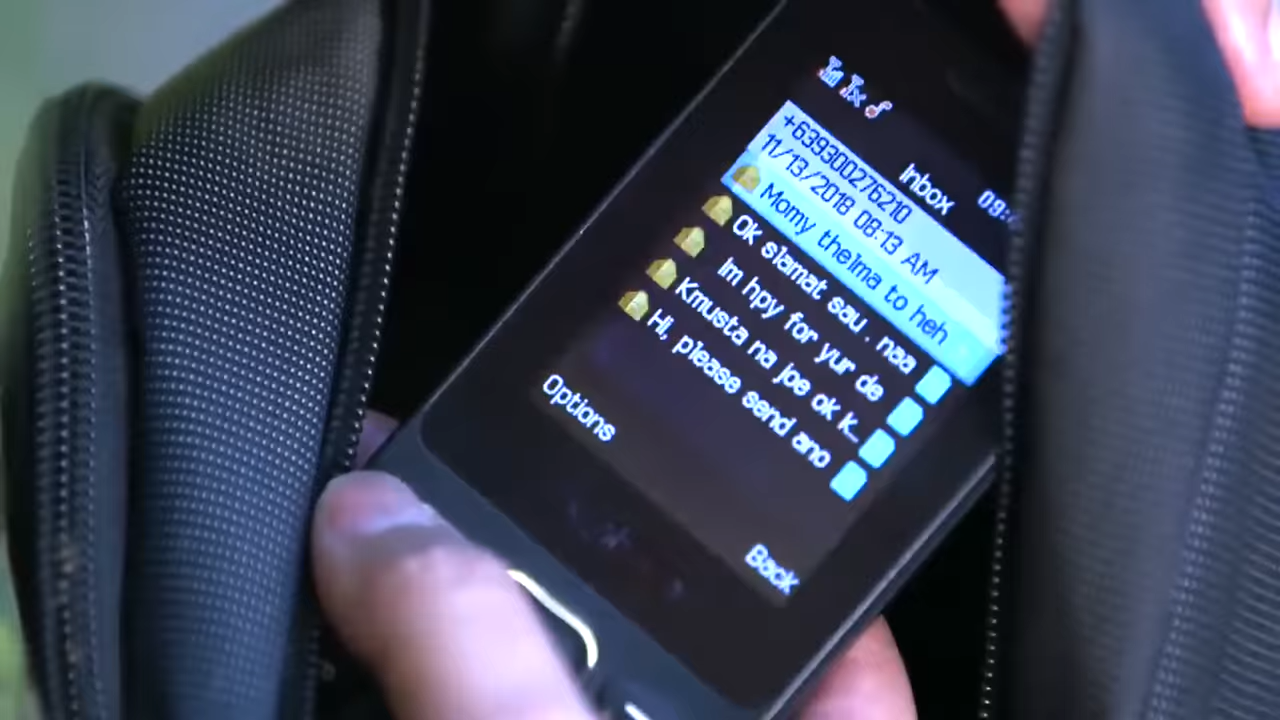 Inbox
+639300276210
11/13/2018 08:13 AM
Momy thelma to heh
Ok slamat sau . naa
Im hpy for yur de
Kmusta na joe ok k..
Hi, please send ano
Options
Back